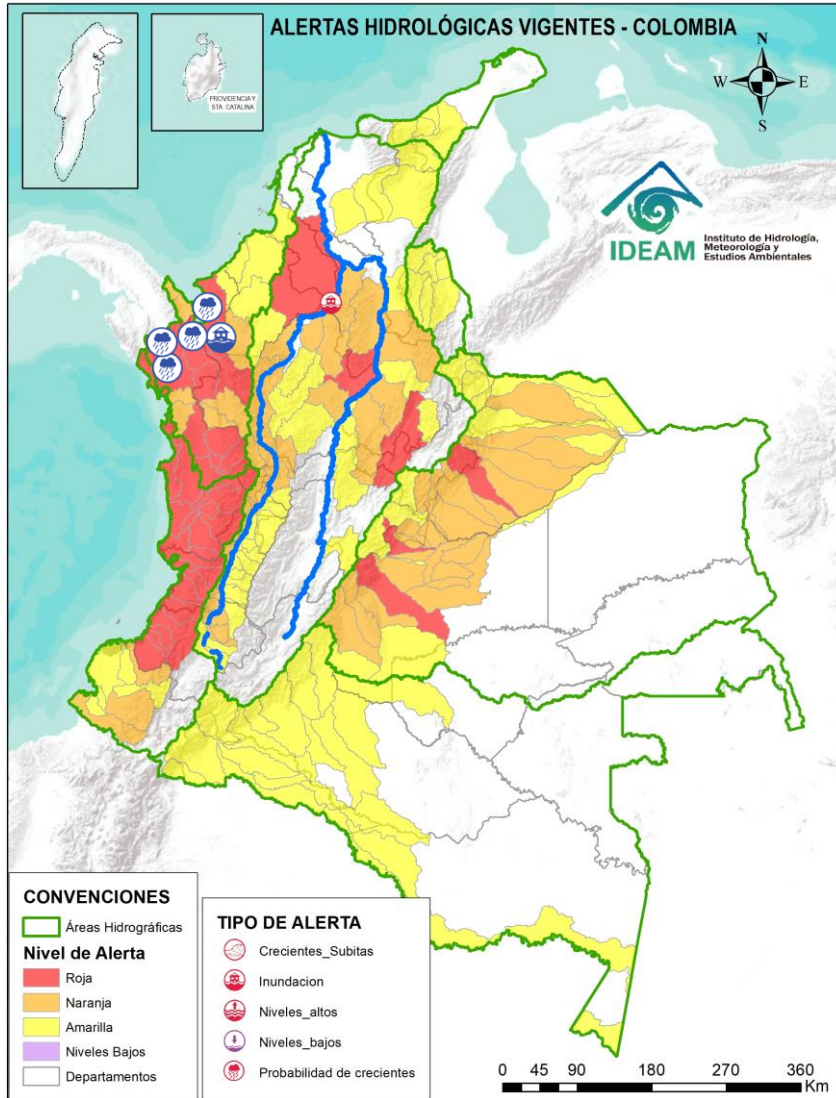 ALERTAS HIDROLÓGICAS VIGENTES - COLOMBIA
PROVIDENCIA Y
STA. CATALINA
N
W
E
S
IDEAM
Instituto de Hidrología,
Meteorología y
Estudios Ambientales
CONVENCIONES
Áreas Hidrográficas
Nivel de Alerta
Roja
Naranja
Amarilla
Niveles Bajos
Departamentos
TIPO DE ALERTA
Crecientes_Subitas
Inundacion
Niveles_altos
Niveles_bajos
Probabilidad de crecientes
0 45 90 180 270 360
Km